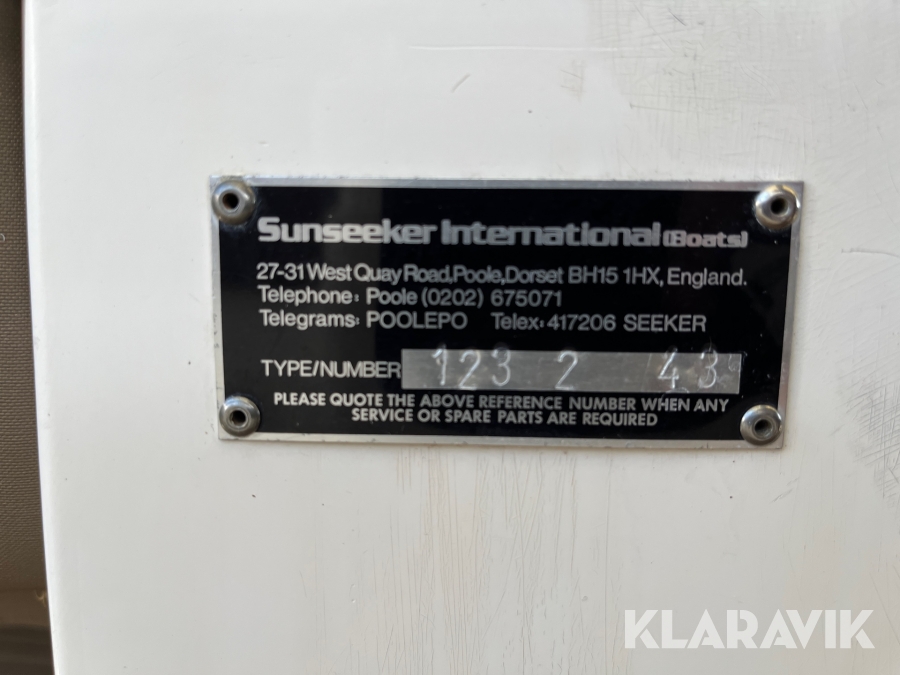 Sunseeker International (Boats)
27-31 West Quay Road, Poole, Dorset BH15 1HX, England.
Telephone: Poole (0202) 675071
Telegrams: POOLEPO Telex: 417206 SEEKER
TYPE/NUMBER 123 2 43
PLEASE QUOTE THE ABOVE REFERENCE NUMBER WHEN ANY
SERVICE OR SPARE PARTS ARE REQUIRED
KLARAVIK